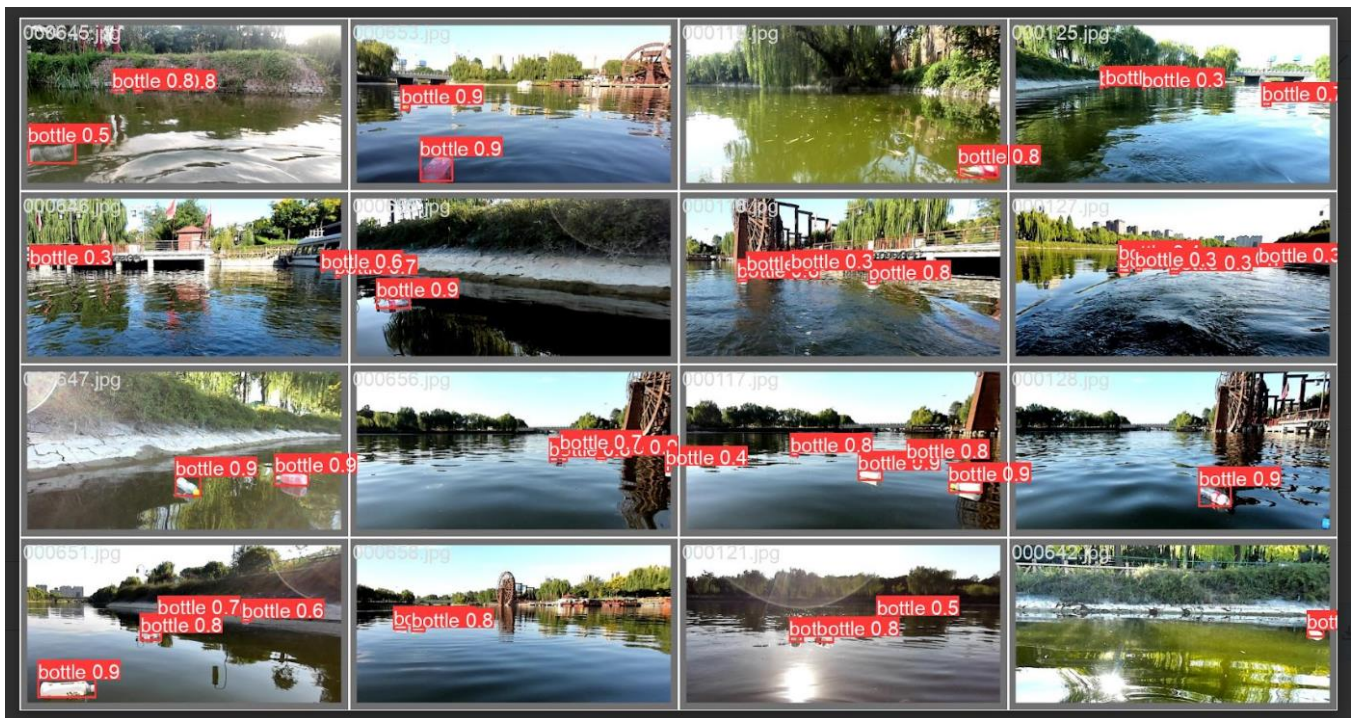 000645.jpg
bottle 0.8
.8
bottle 0.5
000653.jpg
bottle 0.9
bottle 0.9
bottle 0.8
000125.jpg
bottle 0.3
000646.jpg
bottle 0.3
bottle 0.6
bottle 0.9
bottle 0.3
bottle 0.8
000127.jpg
bottle 0.3
0.3
bottle 0.3
000647.jpg
bottle 0.9
bottle 0.9
000656.jpg
bottle 0.7
bottle 0.4
000117.jpg
bottle 0.8
bottle 0.8
bottle 0.9
000128.jpg
bottle 0.9
000651.jpg
bottle 0.7
bottle 0.6
bottle 0.8
bottle 0.9
000658.jpg
bottle 0.8
000121.jpg
bottle 0.5
bottle 0.8
000642.jpg